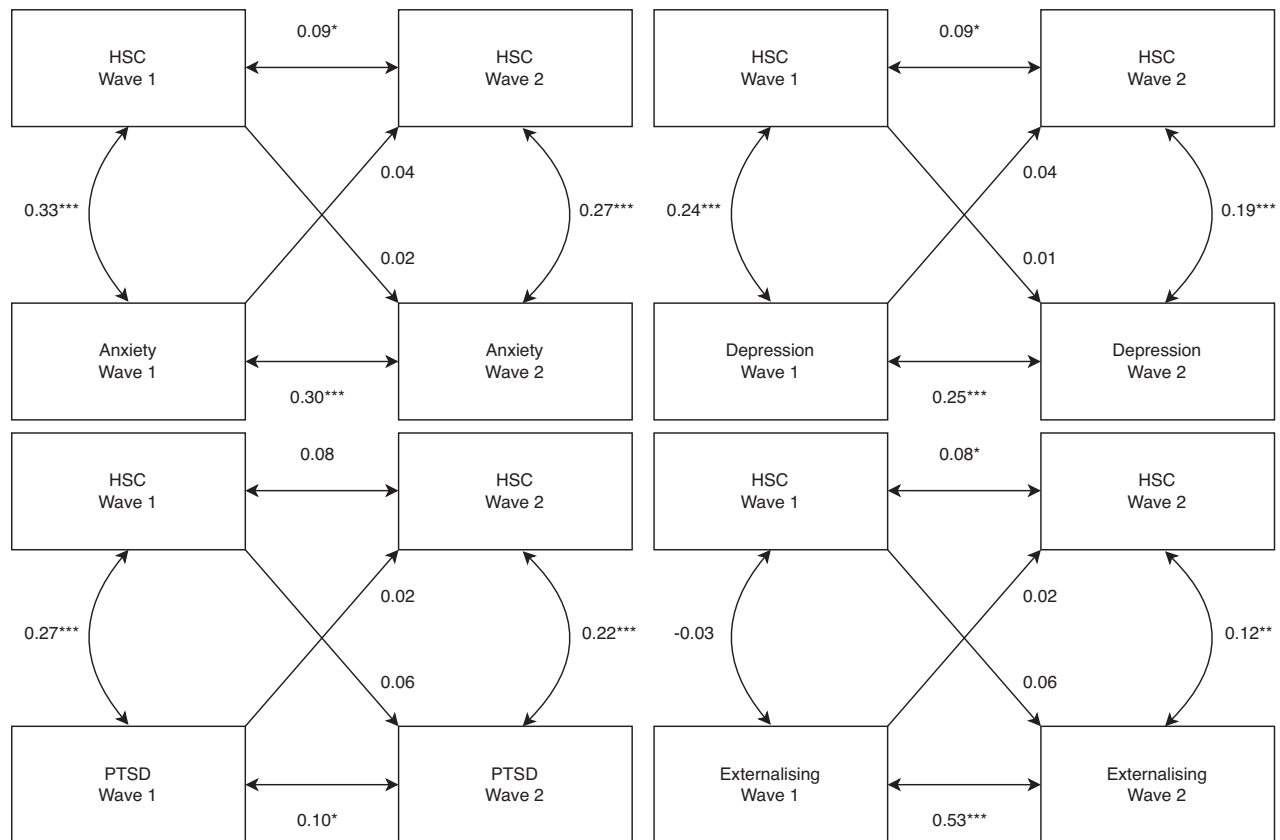 0.09*
HSC
Wave 1
HSC
Wave 2
0.04
0.33***
0.27***
0.02
Anxiety
Wave 1
Anxiety
Wave 2
0.30***
0.09*
HSC
Wave 1
HSC
Wave 2
0.04
0.24***
0.19***
0.01
Depression
Wave 1
Depression
Wave 2
0.25***
0.08
HSC
Wave 1
HSC
Wave 2
0.02
0.27***
0.22***
0.06
PTSD
Wave 1
PTSD
Wave 2
0.10*
0.08*
HSC
Wave 1
HSC
Wave 2
0.02
-0.03
0.12**
0.06
Externalising
Wave 1
Externalising
Wave 2
0.53***